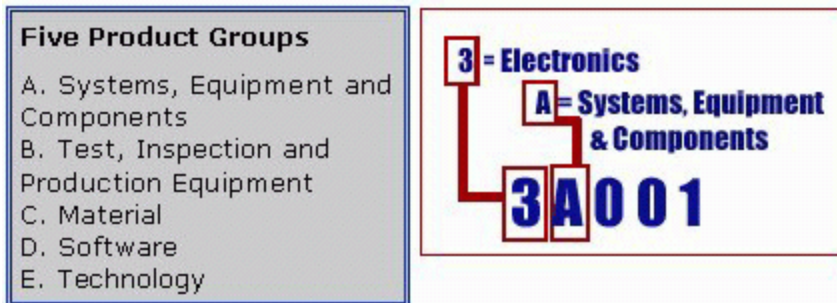 Five Product Groups
A. Systems, Equipment and
Components
B. Test, Inspection and
Production Equipment
C. Material
D. Software
E. Technology
3 = Electronics
A = Systems, Equipment
& Components
3A001